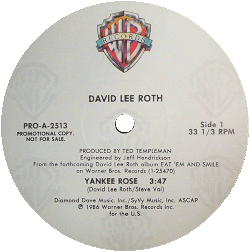 WARNER BROS.
RECORDS
DAVID LEE ROTH
PRO-A-2513
PROMOTIONAL COPY.
NOT FOR SALE.
Side 1
33 1/3 RPM
PRODUCED BY TED TEMPLEMAN
Engineered by Jeff Hendrickson
From the forthcoming David Lee Roth album EAT 'EM AND SMILE
on Warner Bros. Records (1-25470)
YANKEE ROSE 3:47
(David Lee Roth/Steve Vai)
Diamond Dave Music, Inc./SyVy Music, Inc. ASCAP
© 1986 Warner Bros. Records Inc.
for the U.S.